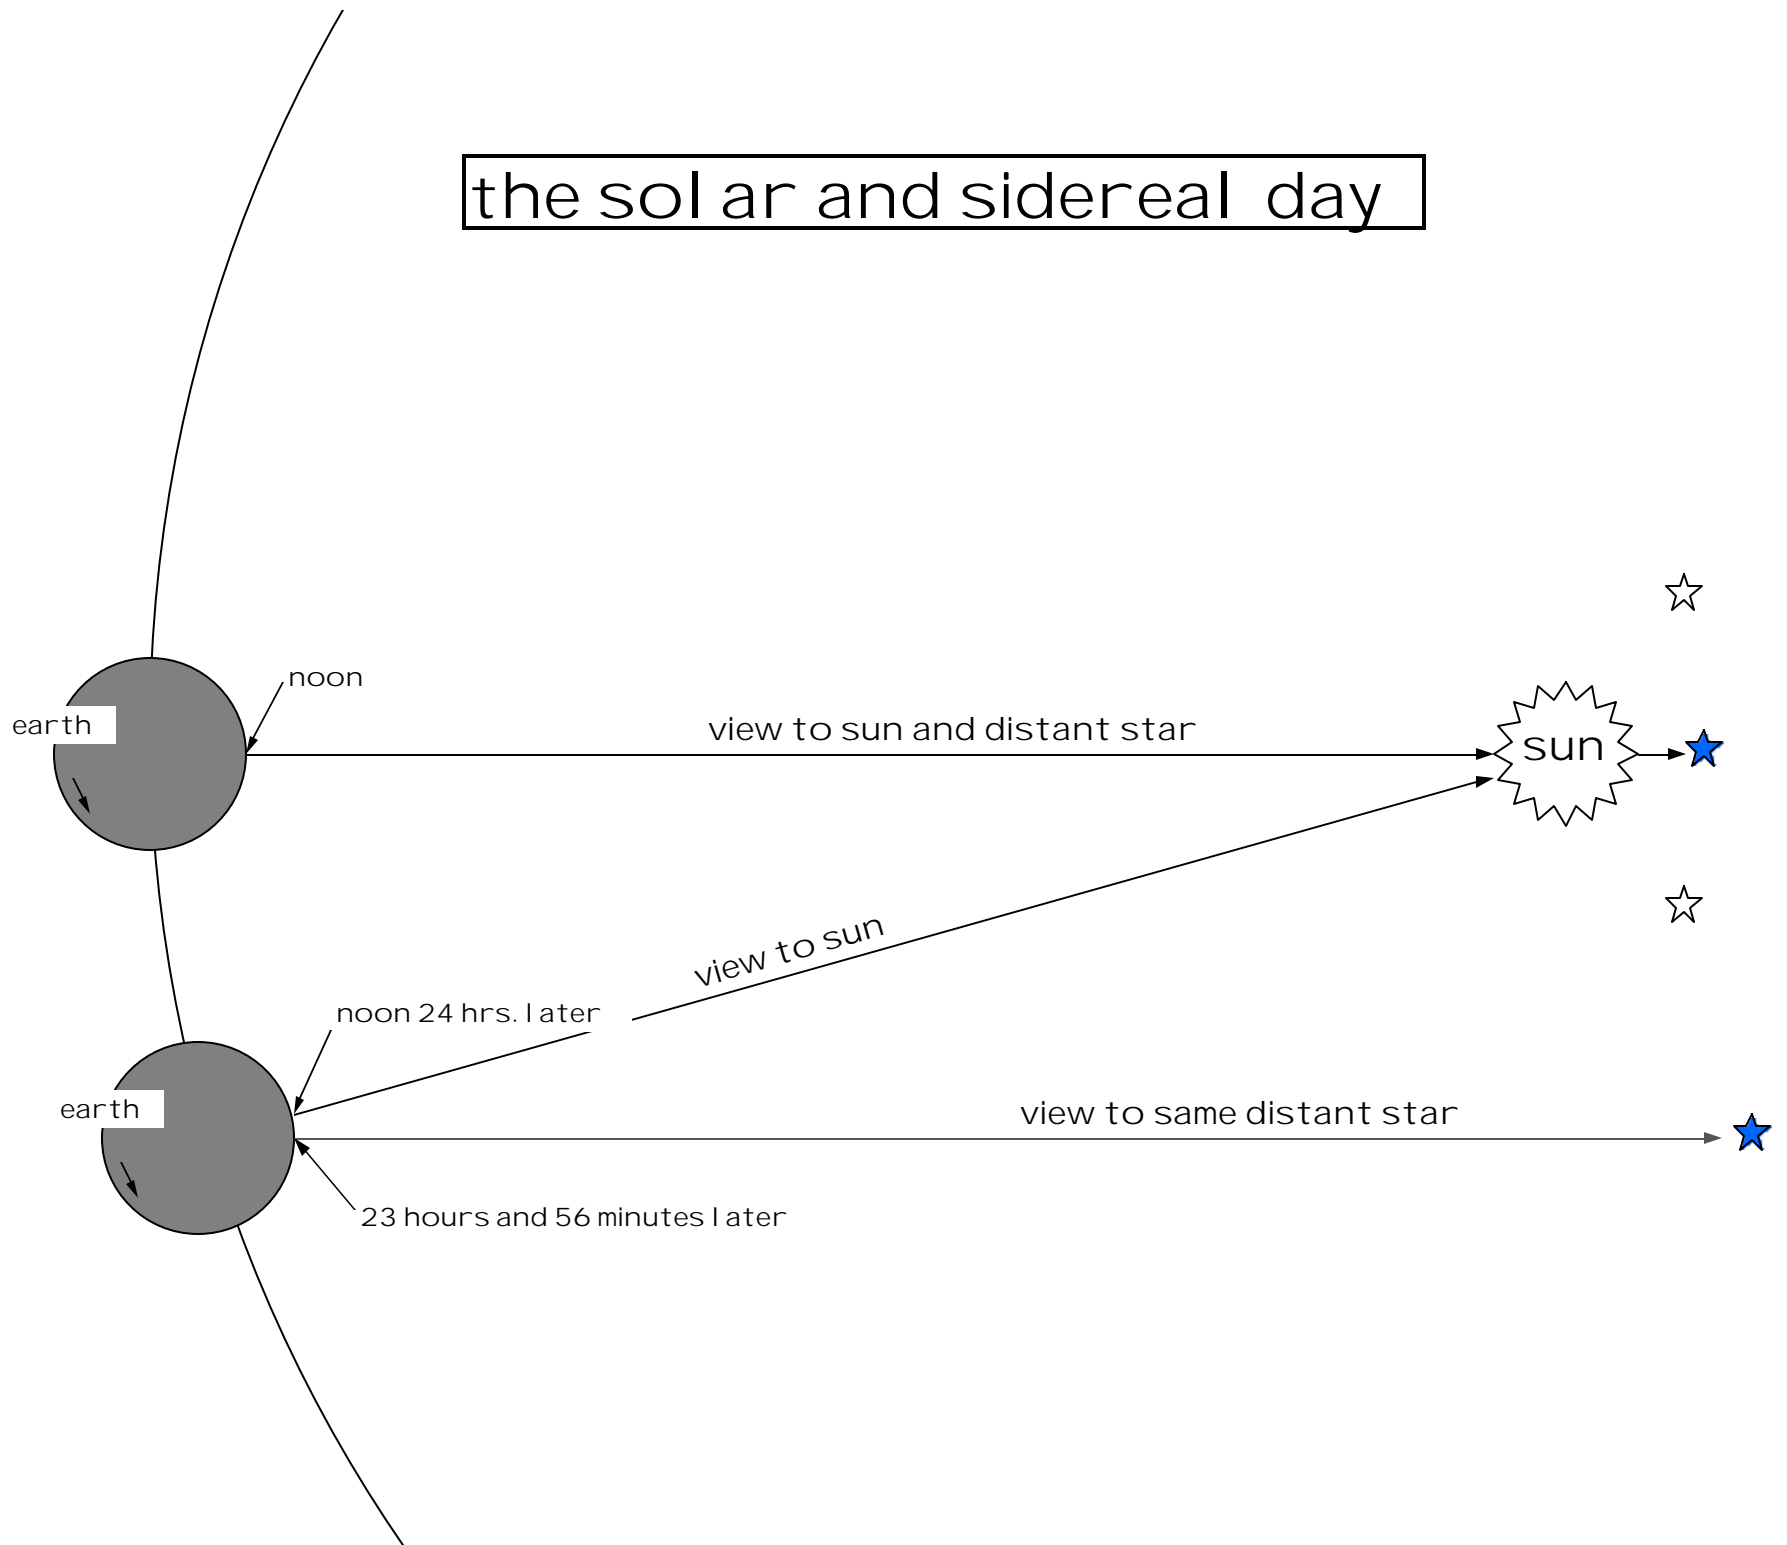 the solar and sidereal day
noon
earth
view to sun and distant star
sun
view to sun
noon 24 hrs. later
earth
view to same distant star
23 hours and 56 minutes later